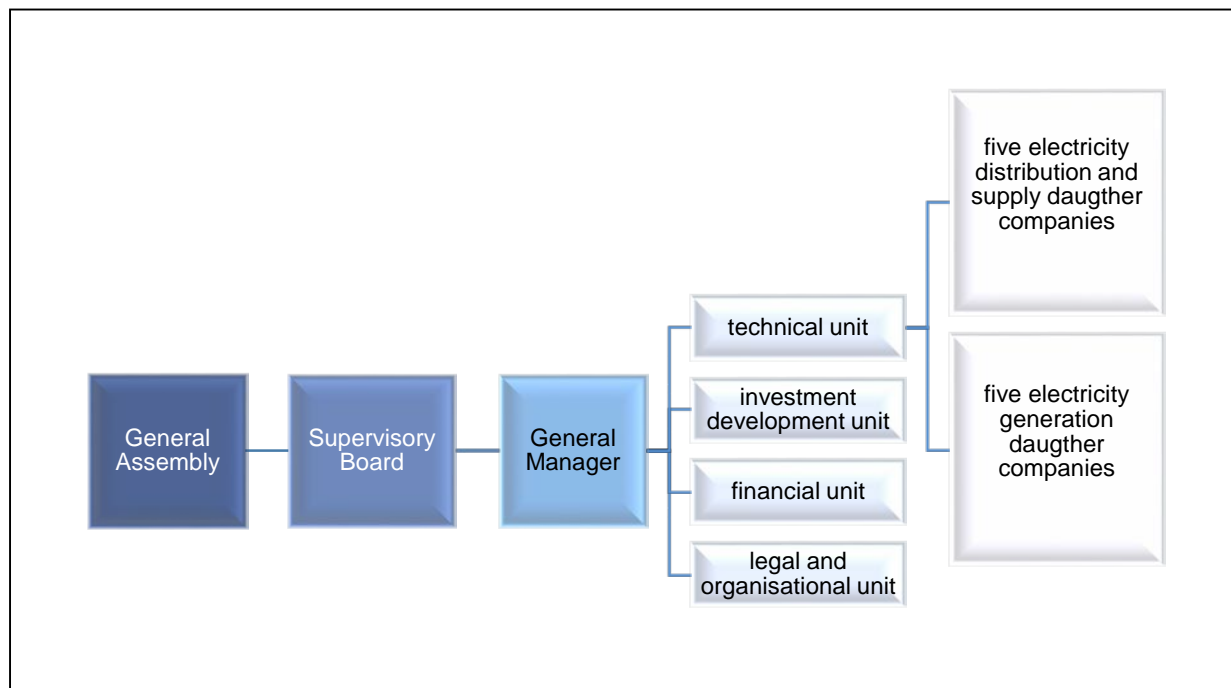 General
Assembly
Supervisory
Board
General
Manager
technical unit
investment
development unit
financial unit
legal and
organisational unit
five electricity
distribution and
supply daugther
companies
five electricity
generation
daugther
companies